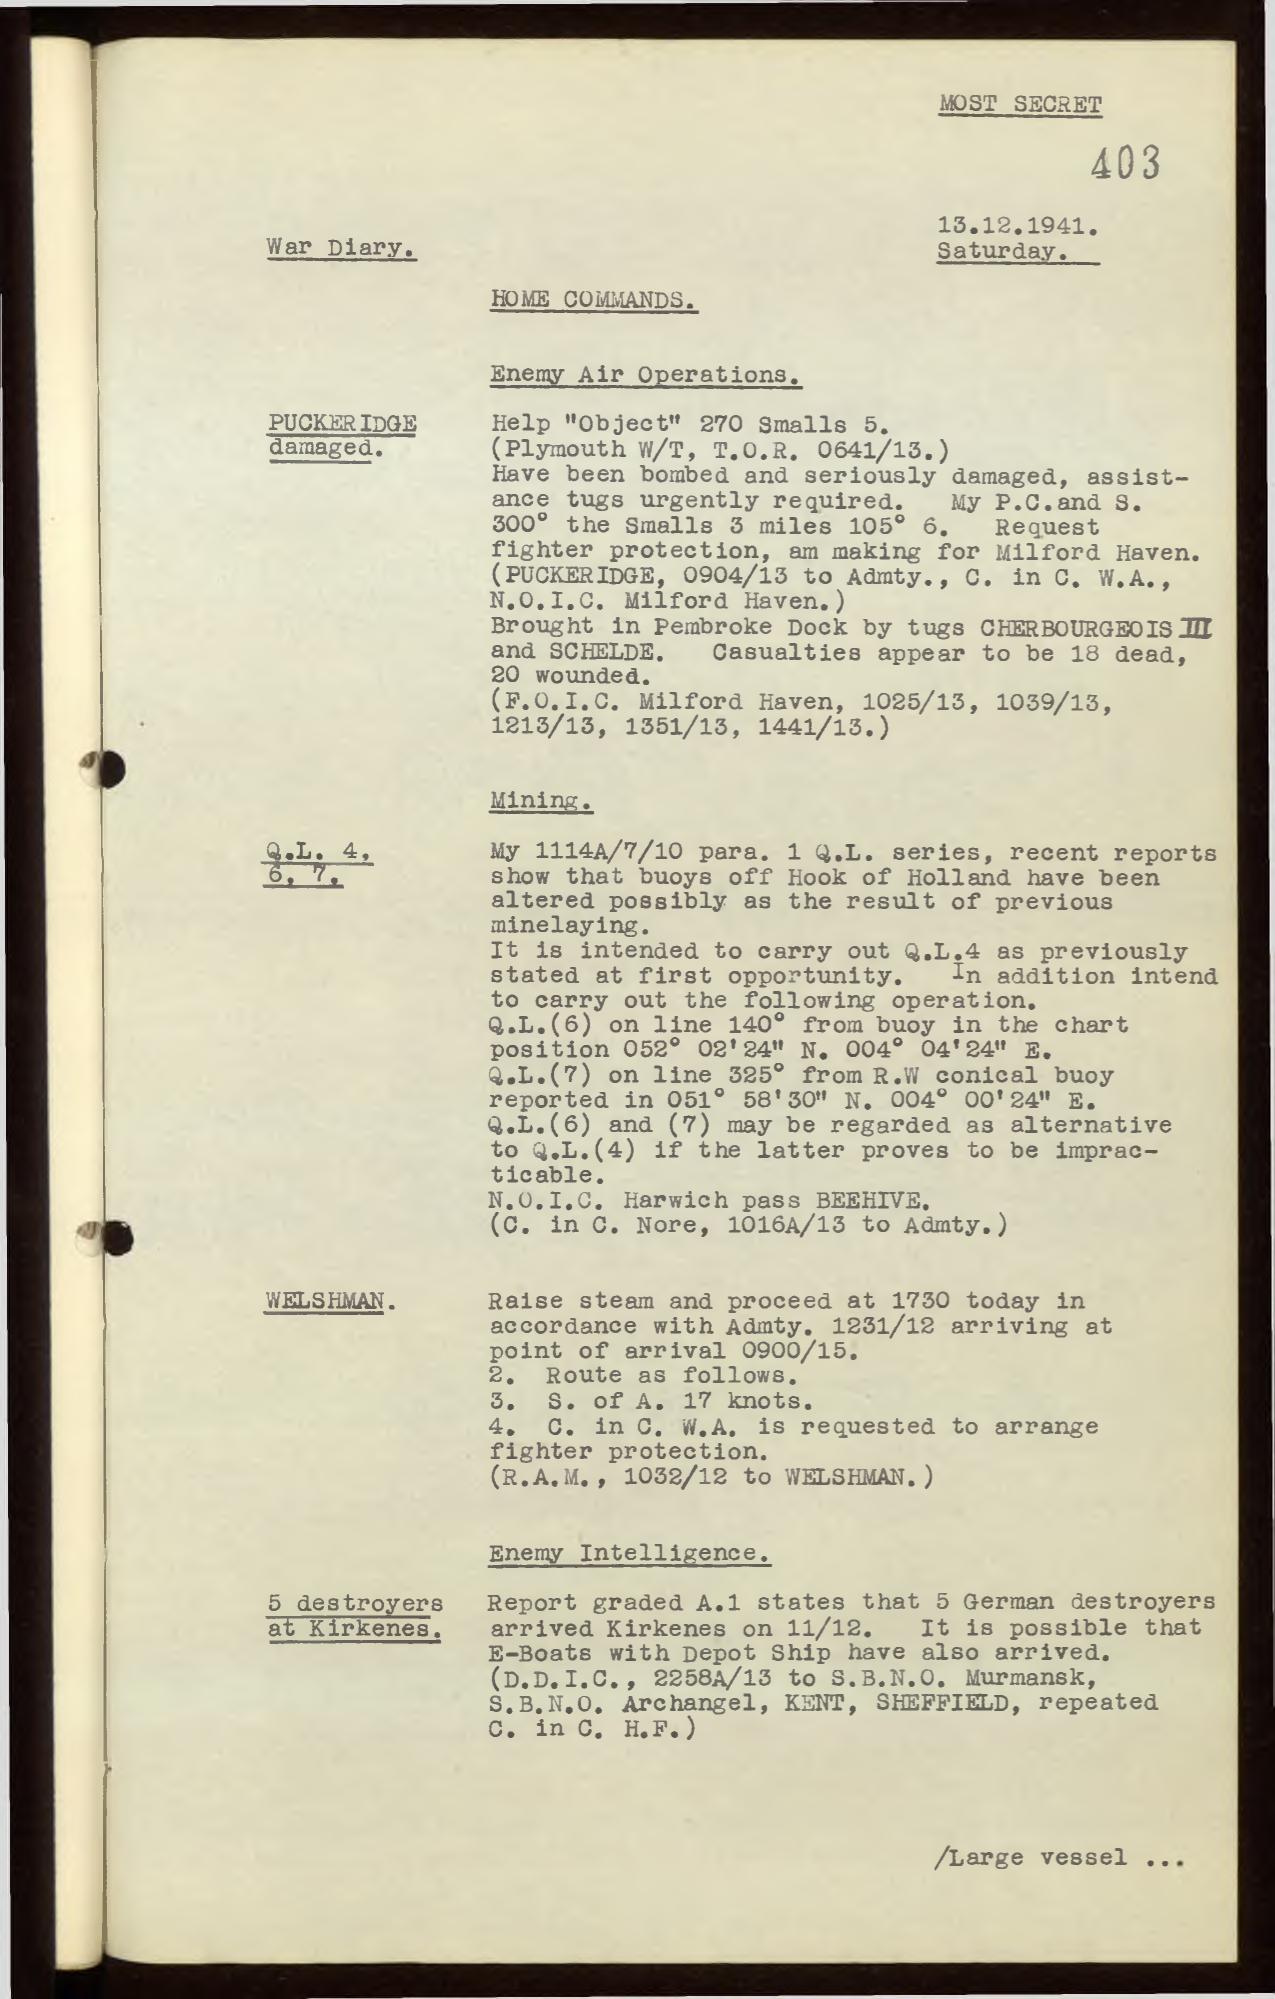 MOST SECRET
403
13.12.1941.
War Diary.
Saturday.
HOME COMMANDS.
Enemy Air Operations.
PUCKERIDGE
damaged.
Help "Object" 270 Smalls 5.
(Plymouth W/T, T.O.R. 0641/13.)
Have been bombed and seriously damaged, assist-
ance tugs urgently required. My P.C.and S.
300° the Smalls 3 miles 105° 6. Request
fighter protection, am making for Milford Haven.
(PUCKERIDGE, 0904/13 to Admty., C. in C. W.A.,
N.O.I.C. Milford Haven.)
Brought in Pembroke Dock by tugs CHERBOURGEOIS III
and SCHELDE. Casualties appear to be 18 dead,
20 wounded.
(F.O.I.C. Milford Haven, 1025/13, 1039/13,
1213/13, 1351/13, 1441/13.)
Mining.
Q.L. 4,
6, 7.
My 1114A/7/10 para. 1 Q.L. series, recent reports
show that buoys off Hook of Holland have been
altered possibly as the result of previous
minelaying.
It is intended to carry out Q.L.4 as previously
stated at first opportunity. In addition intend
to carry out the following operation.
Q.L.(6) on line 140° from buoy in the chart
position 052° 02'24" N. 004° 04'24" E.
Q.L.(7) on line 325° from R.W conical buoy
reported in 051° 58'30" N. 004° 00'24" E.
Q.L.(6) and (7) may be regarded as alternative
to Q.L.(4) if the latter proves to be imprac-
ticable.
N.O.I.C. Harwich pass BEEHIVE.
(C. in C. Nore, 1016A/13 to Admty.)
WELSHMAN.
Raise steam and proceed at 1730 today in
accordance with Admty. 1231/12 arriving at
point of arrival 0900/15.
2. Route as follows.
3. S. of A. 17 knots.
4. C. in C. W.A. is requested to arrange
fighter protection.
(R.A.M., 1032/12 to WELSHMAN.)
Enemy Intelligence.
5 destroyers
at Kirkenes.
Report graded A.1 states that 5 German destroyers
arrived Kirkenes on 11/12. It is possible that
E-Boats with Depot Ship have also arrived.
(D.D.I.C., 2258A/13 to S.B.N.O. Murmansk,
S.B.N.O. Archangel, KENT, SHEFFIELD, repeated
C. in C. H.F.)
/Large vessel ...